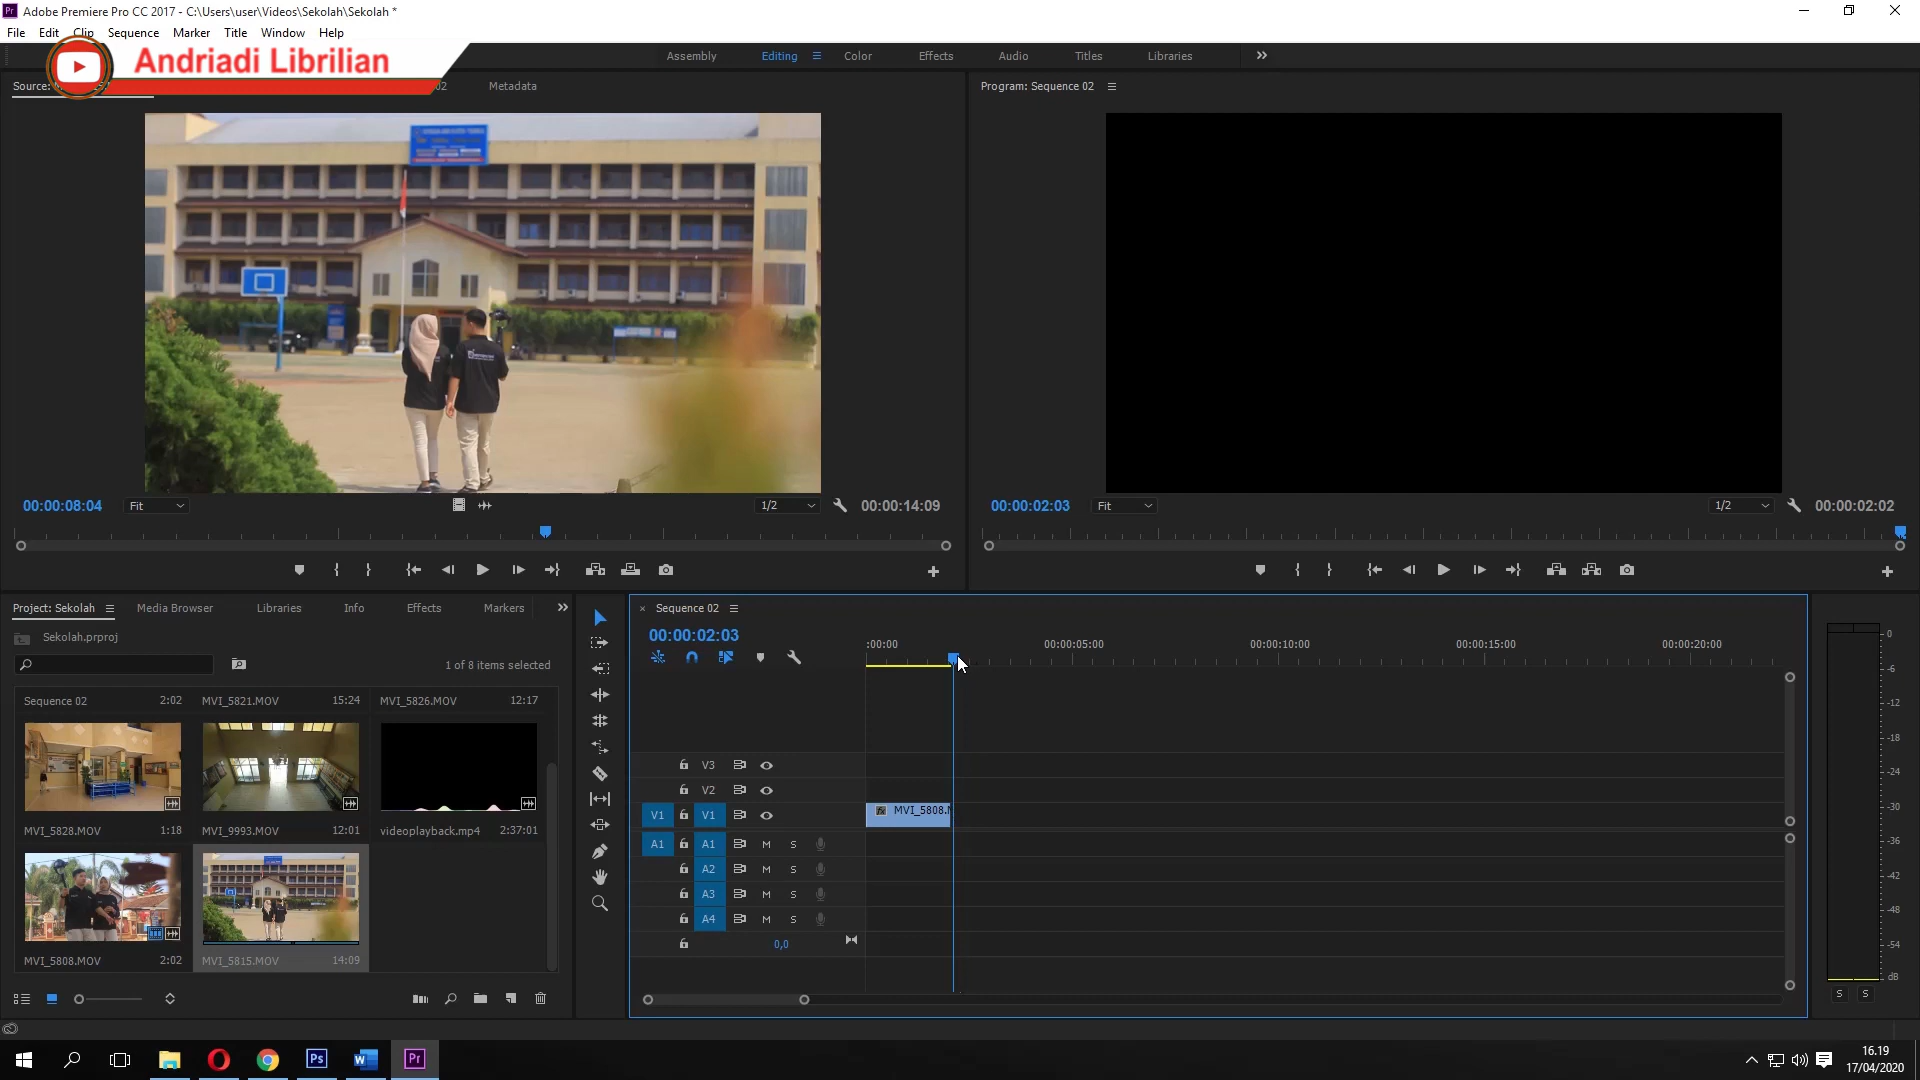 Adobe Premiere Pro CC 2017 - C:\Users\user\Videos\Sekolah\Sekolah *
File Edit Clip Sequence Marker Title Window Help
Andriadi Librilian
Assembly Editing Color Effects Audio Titles Libraries
Source: 02 Metadata
Program: Sequence 02
00:00:08:04 Fit 1/2 00:00:14:09
00:00:02:03 Fit 1/2 00:00:02:02
Project: Sekolah Media Browser Libraries Info Effects Markers
Sekolah.prproj
1 of 8 items selected
Sequence 02 2:02 MVI_5821.MOV 15:24 MVI_5826.MOV 12:17
MVI_5828.MOV 1:18 MVI_9993.MOV 12:01 videoplayback.mp4 2:37:01
MVI_5808.MOV 2:02 MVI_5815.MOV 14:09
Sequence 02
00:00:02:03
:00:00 00:00:05:00 00:00:10:00 00:00:15:00 00:00:20:00
V3
V2
V1 V1 MVI_5808.M
A1 A1 M S
A2 M S
A3 M S
A4 M S
0,0
0
-6
-12
-18
-24
-30
-36
-42
-48
-54
dB
S S
Ps Pr
16.19
17/04/2020